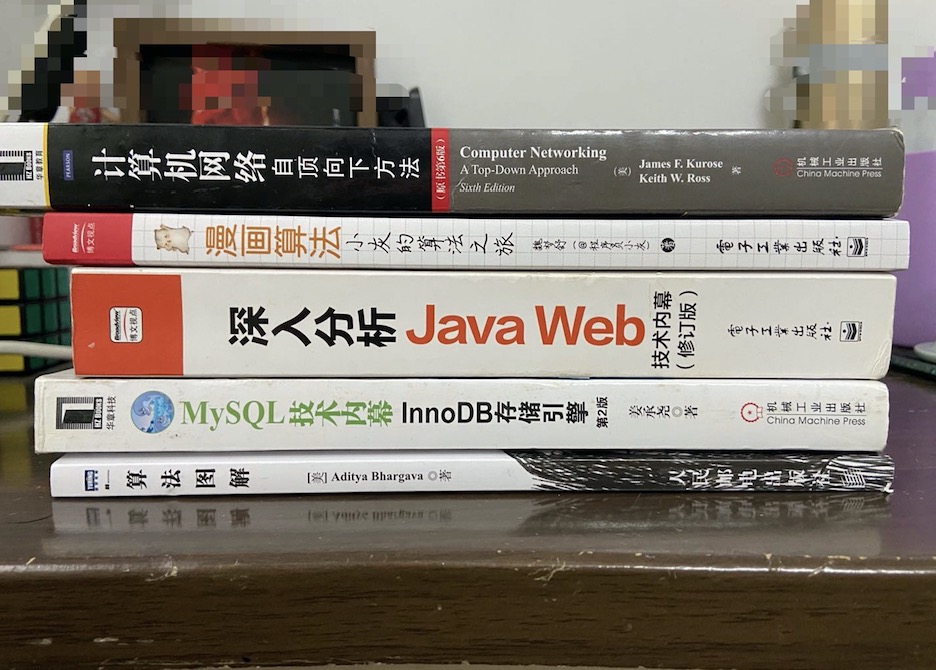 HZ Books
华章教育
PEARSON
计算机网络 自顶向下方法
(原书第6版)
Computer Networking
A Top-Down Approach
Sixth Edition
(美) James F. Kurose
Keith W. Ross 著
机械工业出版社
China Machine Press
Broadview
博文视点
漫画算法 小灰的算法之旅
魏梦舒 (@程序员小灰) 著
电子工业出版社
Broadview
博文视点
深入分析 Java Web 技术内幕
(修订版)
电子工业出版社
HZ Books
华章科技
MySQL 技术内幕 InnoDB存储引擎 第2版
姜承尧 ◎ 著
机械工业出版社
China Machine Press
算法图解
[美] Aditya Bhargava ◎著
人民邮电出版社